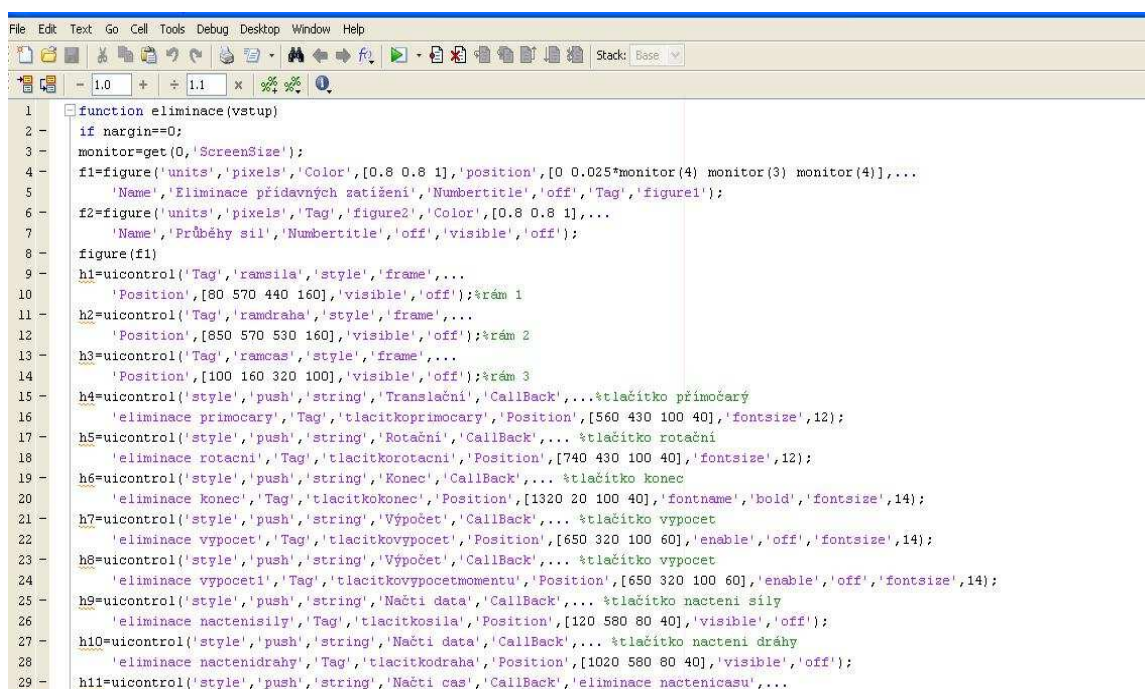 File Edit Text Go Cell Tools Debug Desktop Window Help
Stack: Base
- 1.0 + ÷ 1.1 ×
1 function eliminace(vstup)
2 - if nargin==0;
3 - monitor=get(0,'ScreenSize');
4 - f1=figure('units','pixels','Color',[0.8 0.8 1],'position',[0 0.025*monitor(4) monitor(3) monitor(4)],...
5 'Name','Eliminace přídavných zatížení','Numbertitle','off','Tag','figure1');
6 - f2=figure('units','pixels','Tag','figure2','Color',[0.8 0.8 1],...
7 'Name','Průběhy sil','Numbertitle','off','visible','off');
8 - figure(f1)
9 - h1=uicontrol('Tag','ramsila','style','frame',...
10 'Position',[80 570 440 160],'visible','off');%rám 1
11 - h2=uicontrol('Tag','ramdraha','style','frame',...
12 'Position',[850 570 530 160],'visible','off');%rám 2
13 - h3=uicontrol('Tag','ramcas','style','frame',...
14 'Position',[100 160 320 100],'visible','off');%rám 3
15 - h4=uicontrol('style','push','string','Translační','CallBack',...%tlačítko přímočarý
16 'eliminace primocary','Tag','tlacitkoprimocary','Position',[560 430 100 40],'fontsize',12);
17 - h5=uicontrol('style','push','string','Rotační','CallBack',... %tlačítko rotační
18 'eliminace rotacni','Tag','tlacitkorotacni','Position',[740 430 100 40],'fontsize',12);
19 - h6=uicontrol('style','push','string','Konec','CallBack',... %tlačítko konec
20 'eliminace konec','Tag','tlacitkokonec','Position',[1320 20 100 40],'fontname','bold','fontsize',14);
21 - h7=uicontrol('style','push','string','Výpočet','CallBack',... %tlačítko vypocet
22 'eliminace vypocet','Tag','tlacitkovypocet','Position',[650 320 100 60],'enable','off','fontsize',14);
23 - h8=uicontrol('style','push','string','Výpočet','CallBack',... %tlačítko vypocet
24 'eliminace vypocet1','Tag','tlacitkovypocetmomentu','Position',[650 320 100 60],'enable','off','fontsize',14);
25 - h9=uicontrol('style','push','string','Načti data','CallBack',... %tlačítko nacteni síly
26 'eliminace nactenisily','Tag','tlacitkosila','Position',[120 580 80 40],'visible','off');
27 - h10=uicontrol('style','push','string','Načti data','CallBack',... %tlačítko nacteni dráhy
28 'eliminace nactenidrahy','Tag','tlacitkodraha','Position',[1020 580 80 40],'visible','off');
29 - h11=uicontrol('style','push','string','Načti cas','CallBack','eliminace nactenicasu',...